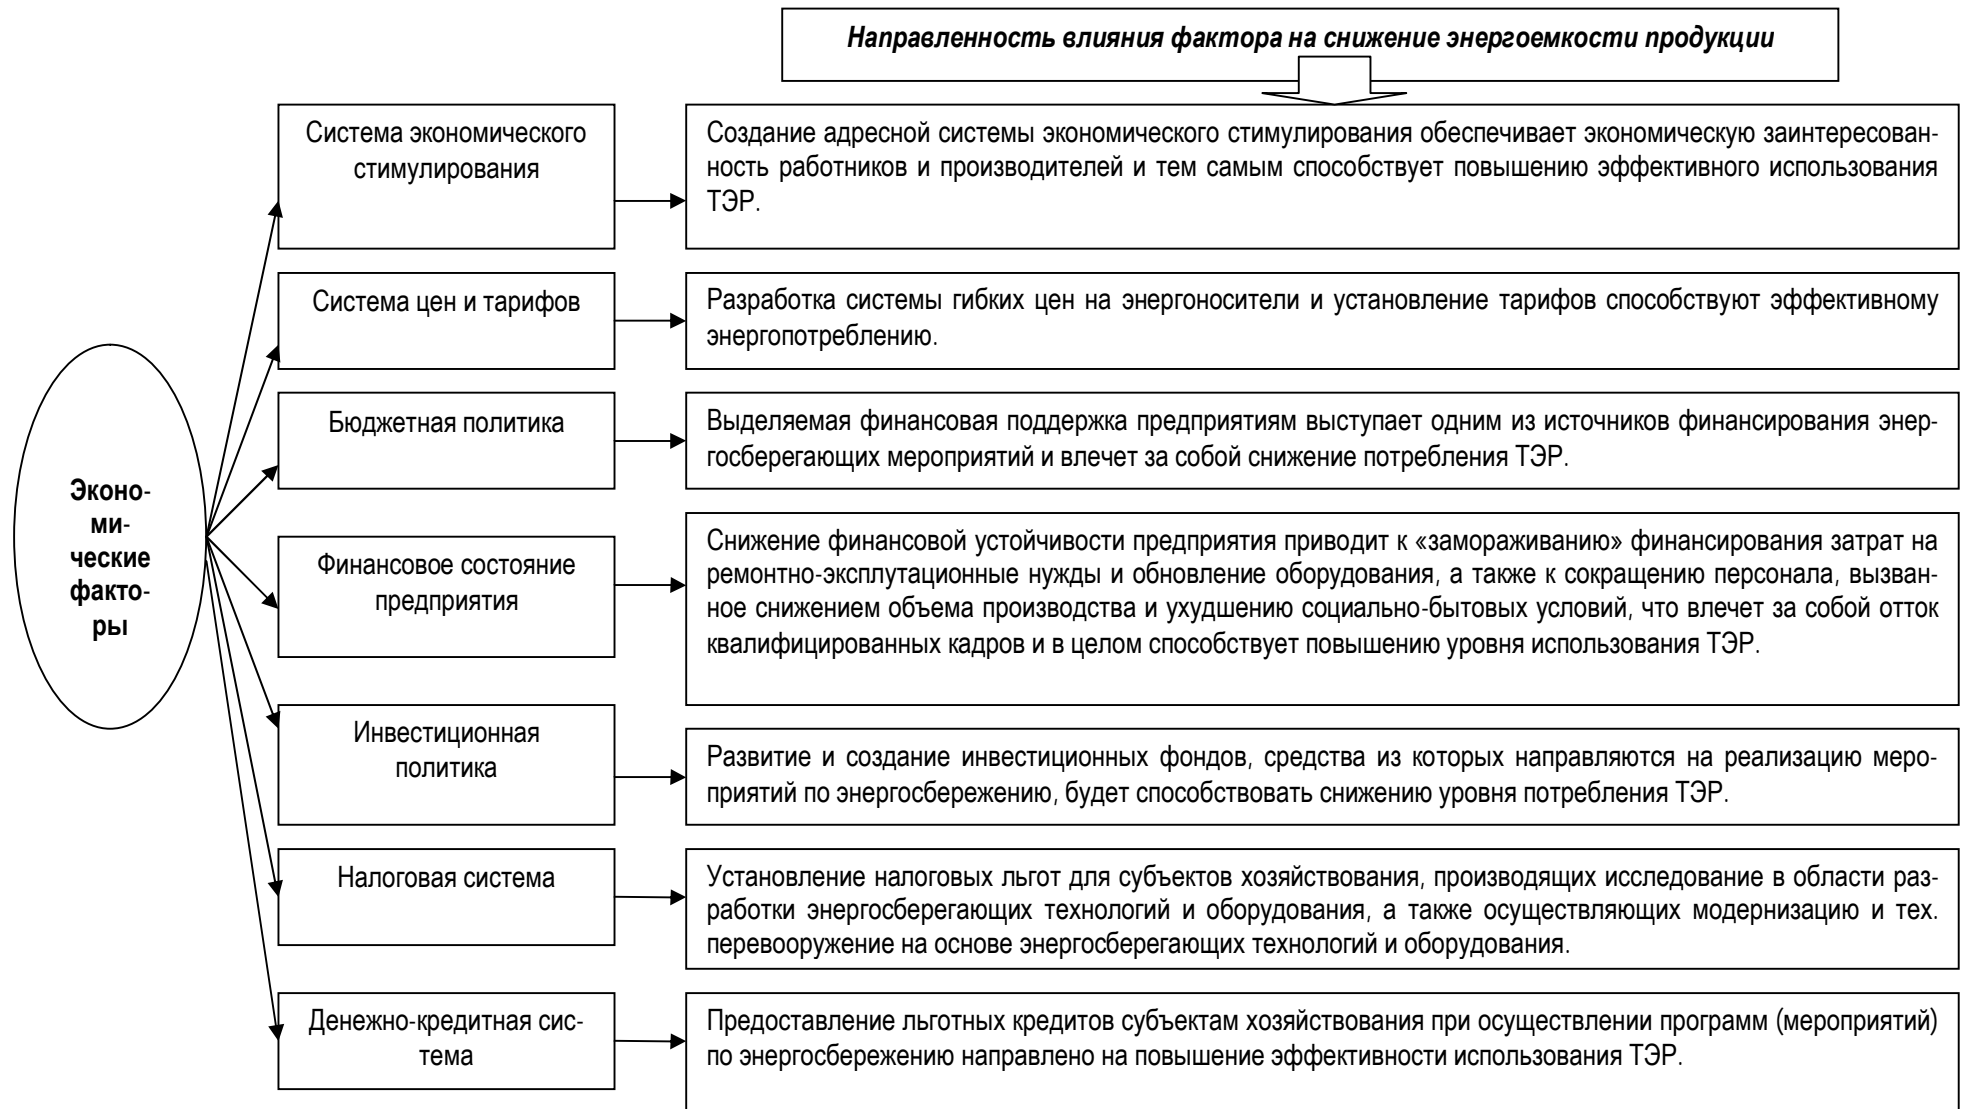 Направленность влияния фактора на снижение энергоемкости продукции
Система экономического
стимулирования
Создание адресной системы экономического стимулирования обеспечивает экономическую заинтересован-
ность работников и производителей и тем самым способствует повышению эффективного использования
ТЭР.
Система цен и тарифов
Разработка системы гибких цен на энергоносители и установление тарифов способствуют эффективному
энергопотреблению.
Бюджетная политика
Выделяемая финансовая поддержка предприятиям выступает одним из источников финансирования энер-
госберегающих мероприятий и влечет за собой снижение потребления ТЭР.
Эконо-
ми-
ческие
факто-
ры
Финансовое состояние
предприятия
Снижение финансовой устойчивости предприятия приводит к «замораживанию» финансирования затрат на
ремонтно-эксплутационные нужды и обновление оборудования, а также к сокращению персонала, вызван-
ное снижением объема производства и ухудшению социально-бытовых условий, что влечет за собой отток
квалифицированных кадров и в целом способствует повышению уровня использования ТЭР.
Инвестиционная
политика
Развитие и создание инвестиционных фондов, средства из которых направляются на реализацию меро-
приятий по энергосбережению, будет способствовать снижению уровня потребления ТЭР.
Налоговая система
Установление налоговых льгот для субъектов хозяйствования, производящих исследование в области раз-
работки энергосберегающих технологий и оборудования, а также осуществляющих модернизацию и тех.
перевооружение на основе энергосберегающих технологий и оборудования.
Денежно-кредитная сис-
тема
Предоставление льготных кредитов субъектам хозяйствования при осуществлении программ (мероприятий)
по энергосбережению направлено на повышение эффективности использования ТЭР.